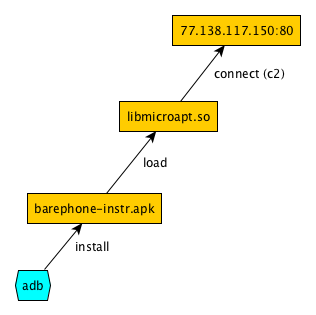 77.138.117.150:80
connect (c2)
libmicroapt.so
load
barephone-instr.apk
install
adb